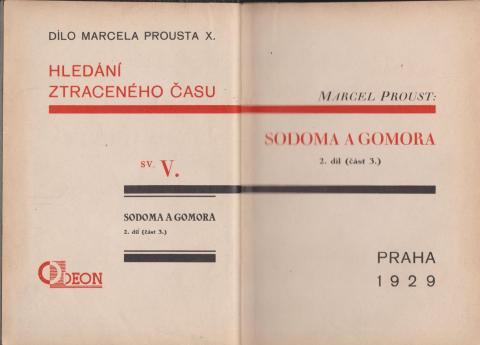 DÍLO MARCELA PROUSTA X.
HLEDÁNÍ
ZTRACENÉHO ČASU
SV. V.
SODOMA A GOMORA
2. díl (část 3.)
ODEON
MARCEL PROUST:
SODOMA A GOMORA
2. díl (část 3.)
PRAHA
1929